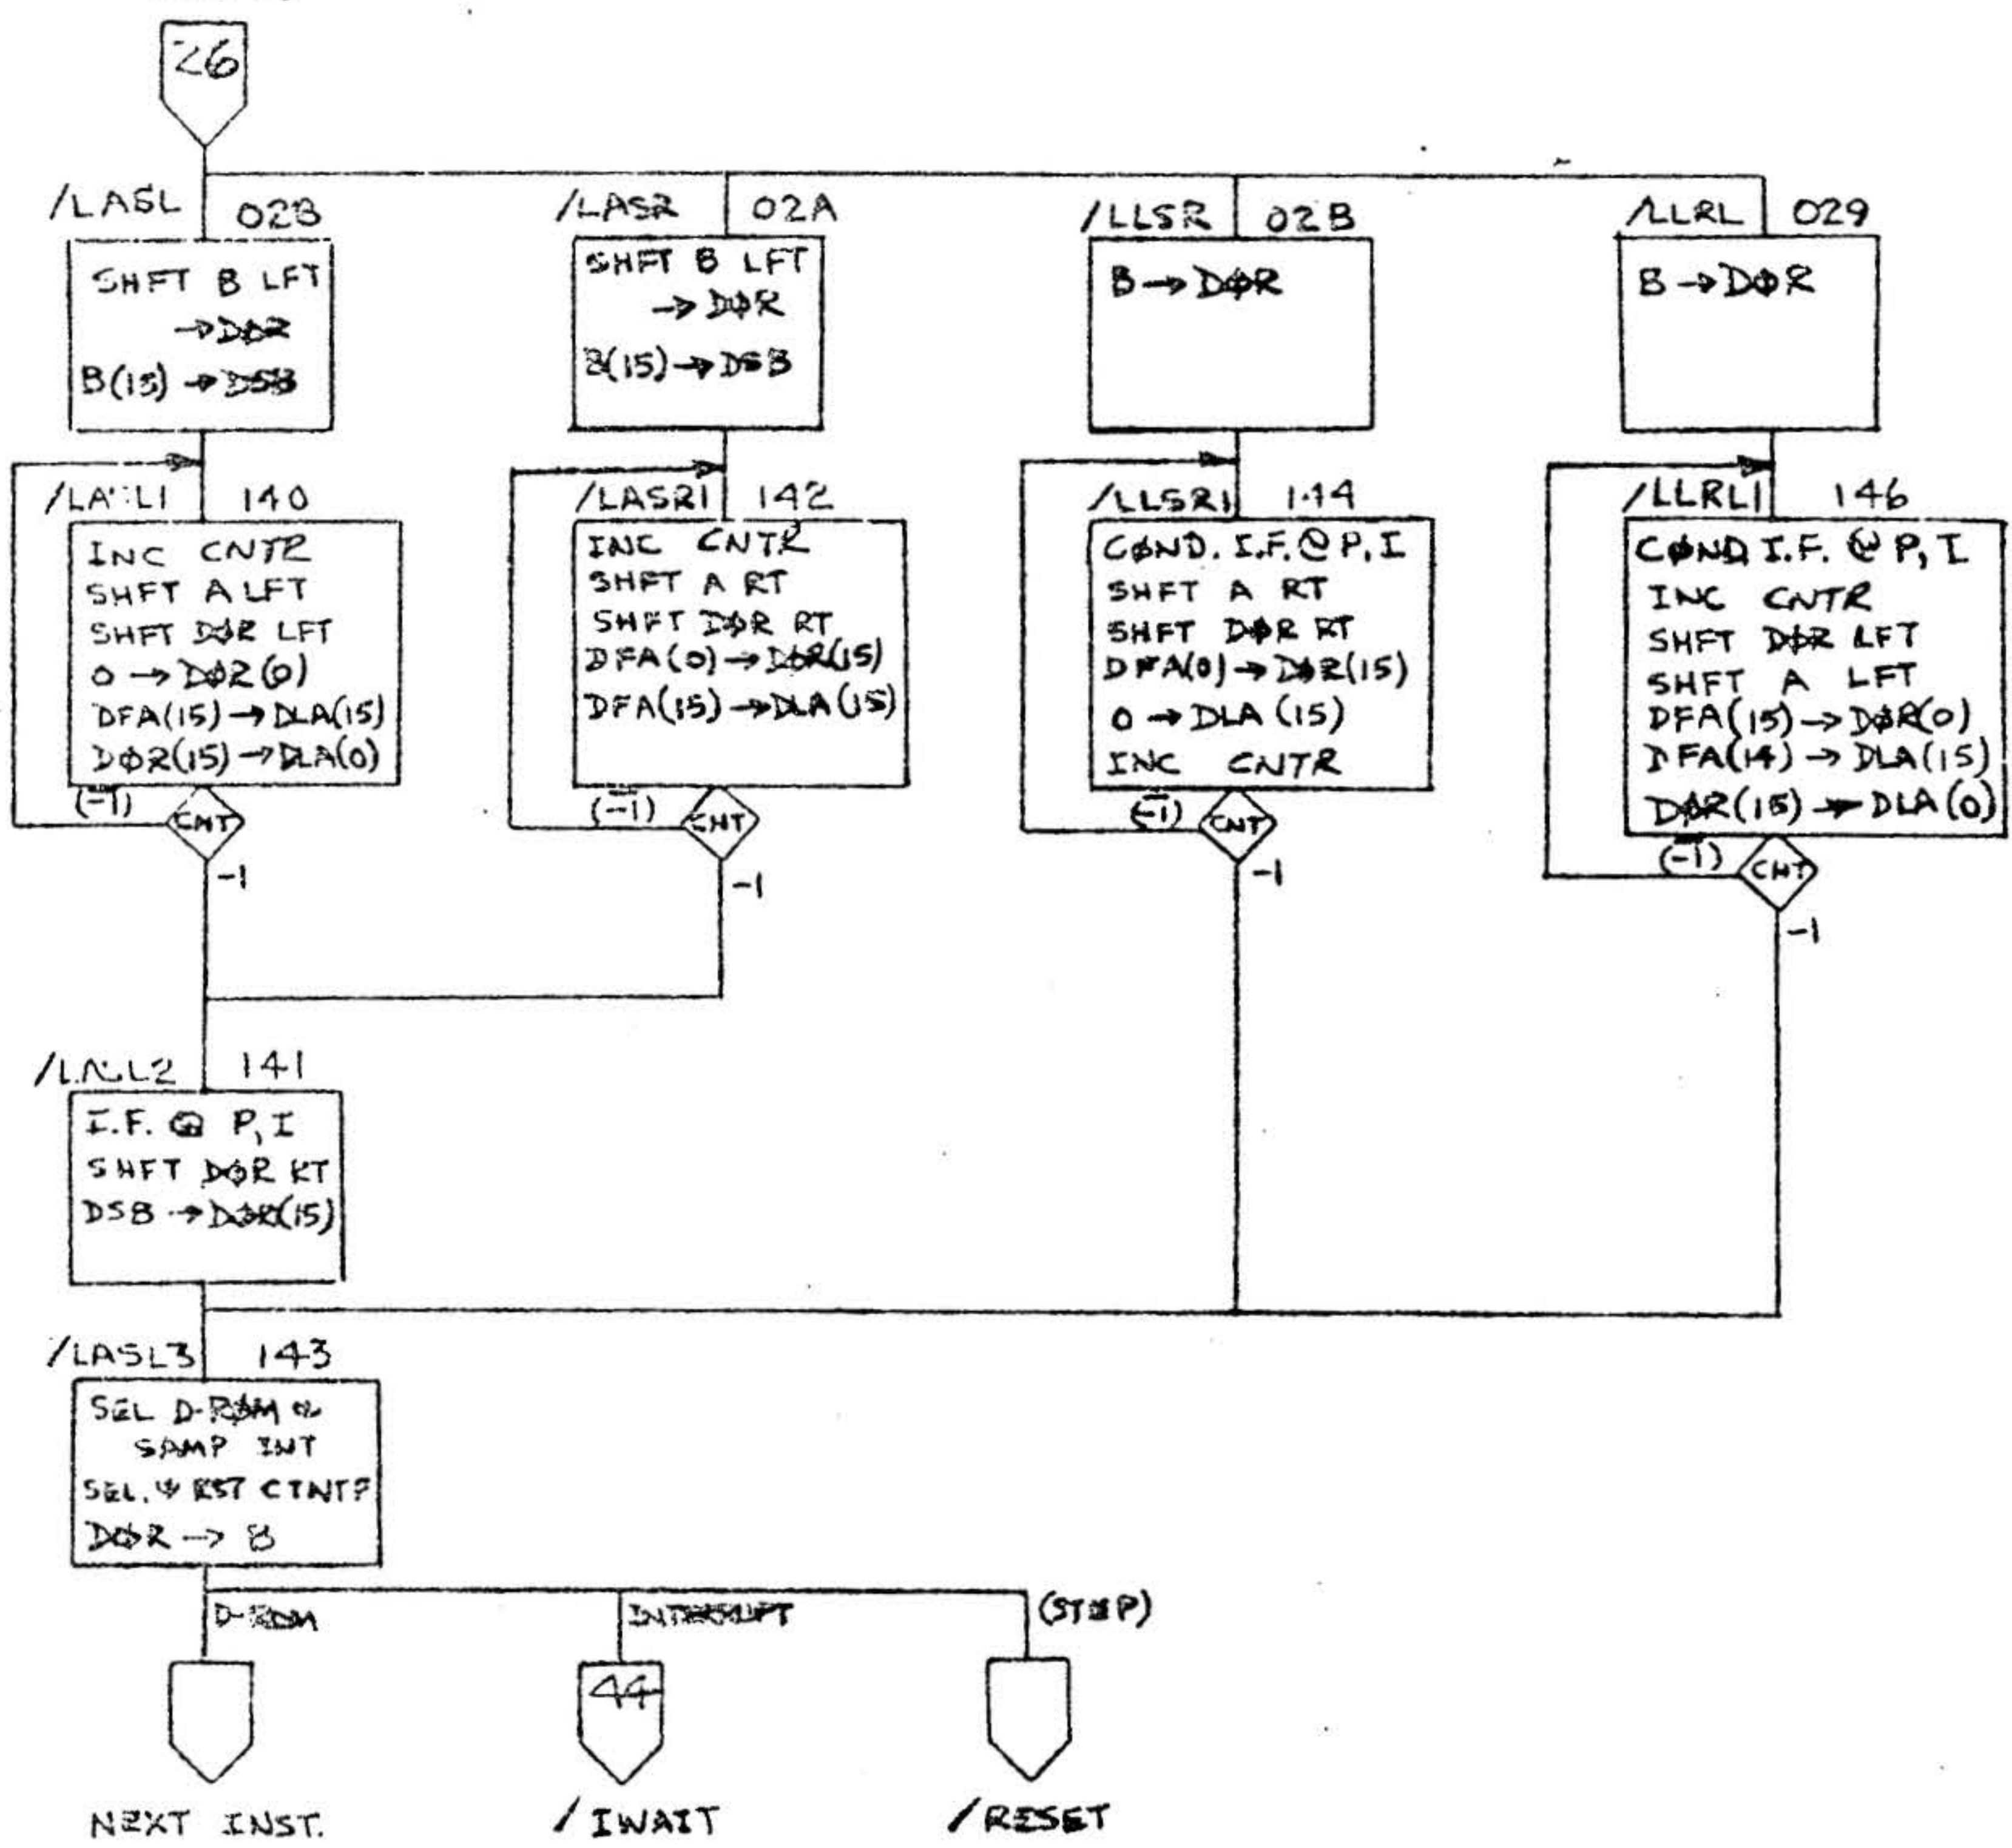 26
/LASL 028
SHFT B LFT
→DØR
B(15) → DSB
/LASR 02A
SHFT B LFT
→ DØR
B(15) → DSB
/LLSR 02B
B → DØR
/LLRL 029
B → DØR
140
INC CNTR
SHFT A LFT
SHFT DØR LFT
0 → DØR(0)
DFA(15) → DLA(15)
DØR(15) → DLA(0)
(-1) CNT
-1
/LASR1 142
INC CNTR
SHFT A RT
SHFT DØR RT
DFA(0) → DØR(15)
DFA(15) → DLA(15)
(-1) CNT
-1
/LLSR1 144
CØND. I.F. @ P, I
SHFT A RT
SHFT DØR RT
DFA(0) → DØR(15)
0 → DLA (15)
INC CNTR
(-1) CNT
-1
/LLRL1 146
CØND I.F. @ P, I
INC CNTR
SHFT DØR LFT
SHFT A LFT
DFA(15) → DØR(0)
DFA(14) → DLA(15)
DØR(15) → DLA(0)
(-1) CNT
-1
141
I.F. @ P, I
SHFT DØR RT
DSB → DØR(15)
/LASL3 143
SEL D-RØM
SAMP INT
SEL. RST
DØR → B
D-RØM
INTERRUPT
(STØP)
44
NEXT INST.
/IWAIT
/RESET